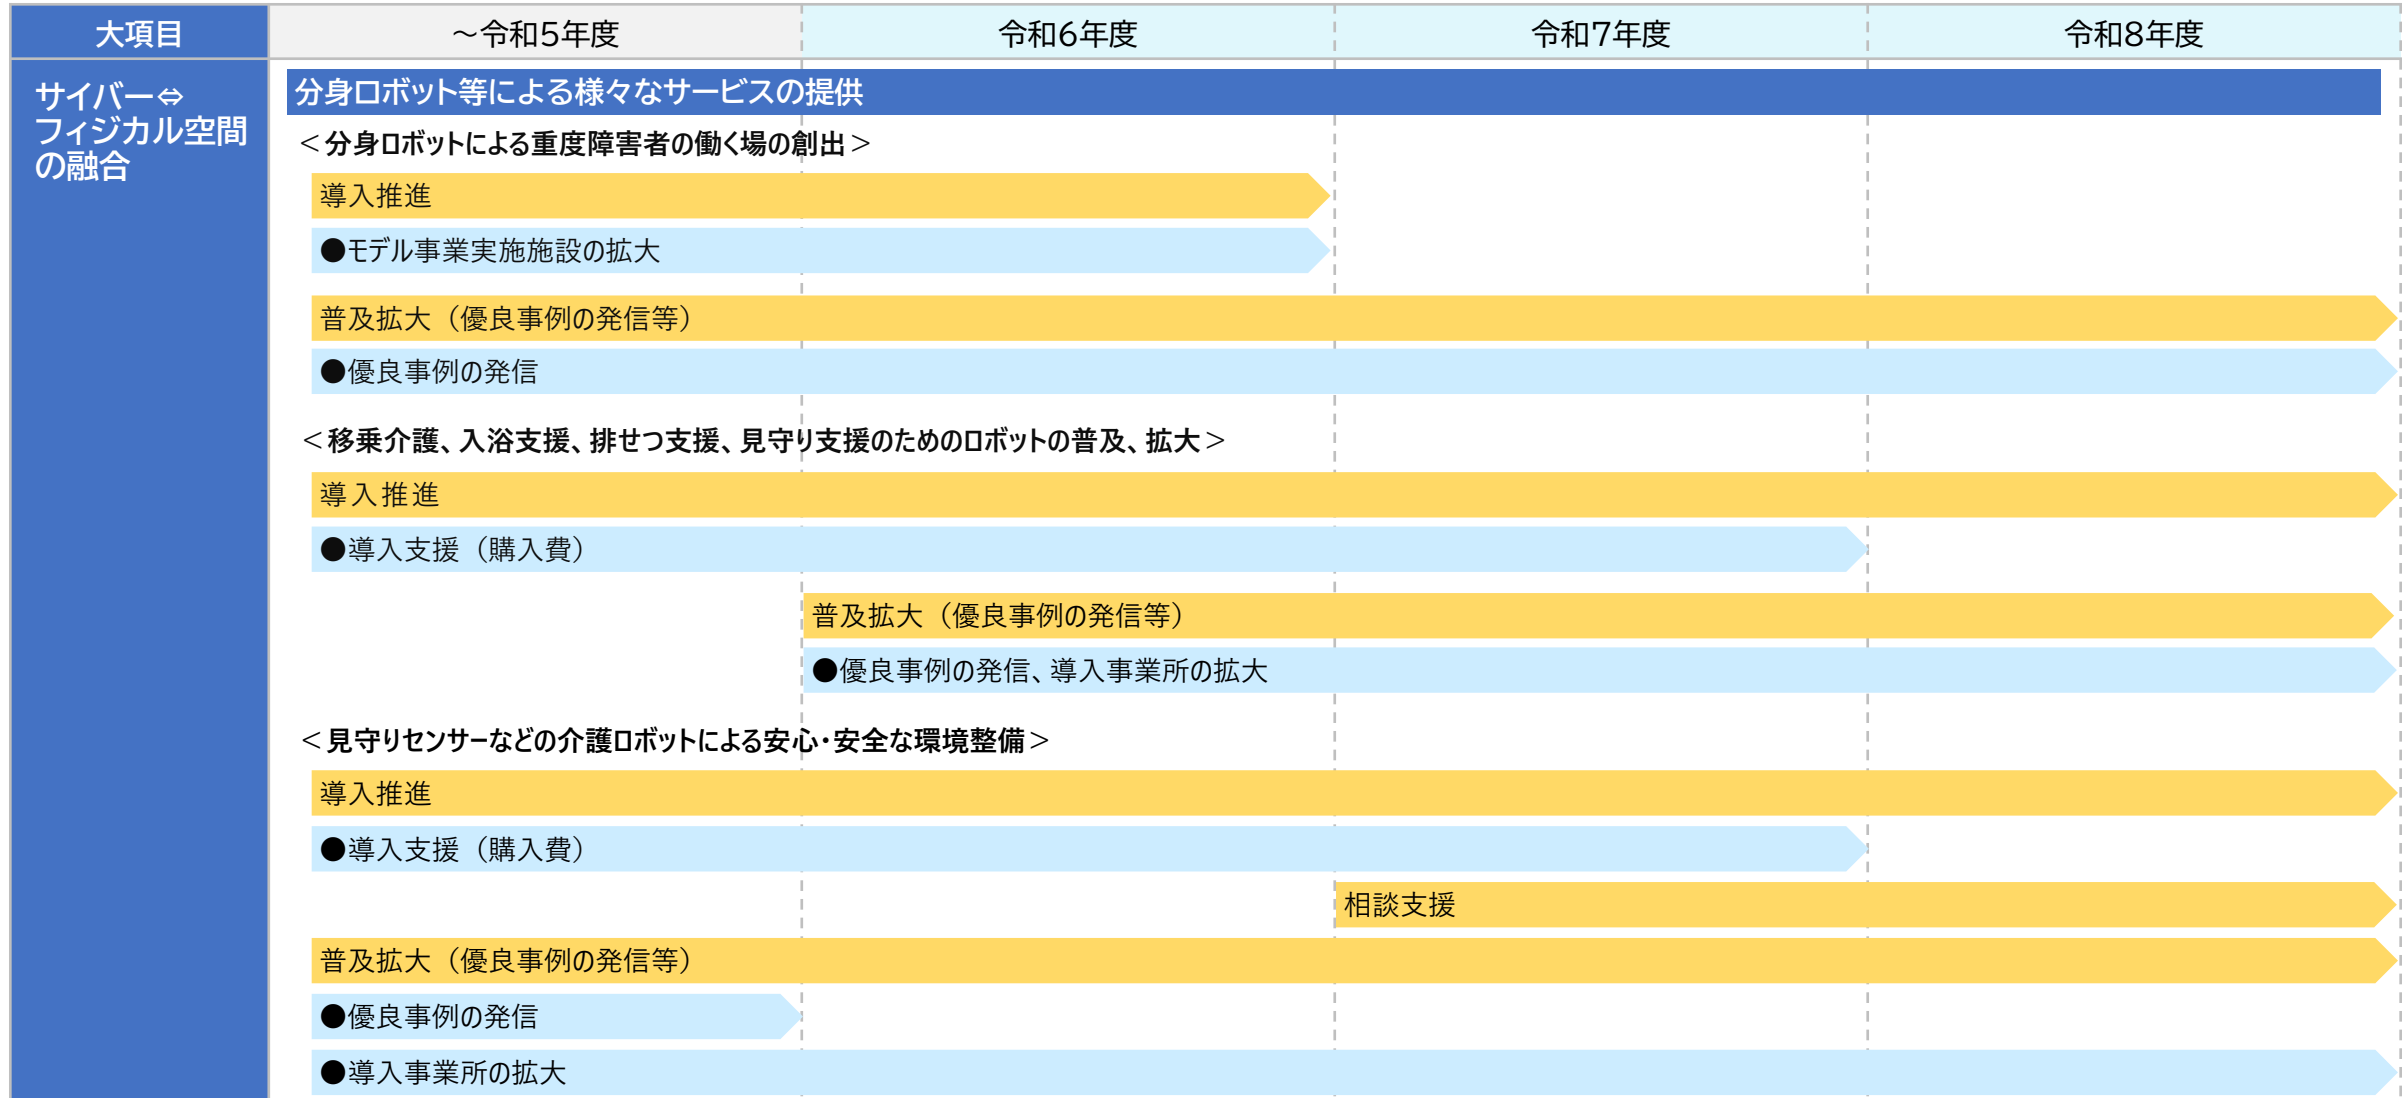 大項目
～令和5年度
令和6年度
令和7年度
令和8年度
サイバー⇔
フィジカル空間
の融合
分身ロボット等による様々なサービスの提供
＜分身ロボットによる重度障害者の働く場の創出＞
導入推進
●モデル事業実施施設の拡大
普及拡大（優良事例の発信等）
●優良事例の発信
＜移乗介護、入浴支援、排せつ支援、見守り支援のためのロボットの普及、拡大＞
導入推進
●導入支援（購入費）
普及拡大（優良事例の発信等）
●優良事例の発信、導入事業所の拡大
＜見守りセンサーなどの介護ロボットによる安心・安全な環境整備＞
導入推進
●導入支援（購入費）
相談支援
普及拡大（優良事例の発信等）
●優良事例の発信
●導入事業所の拡大